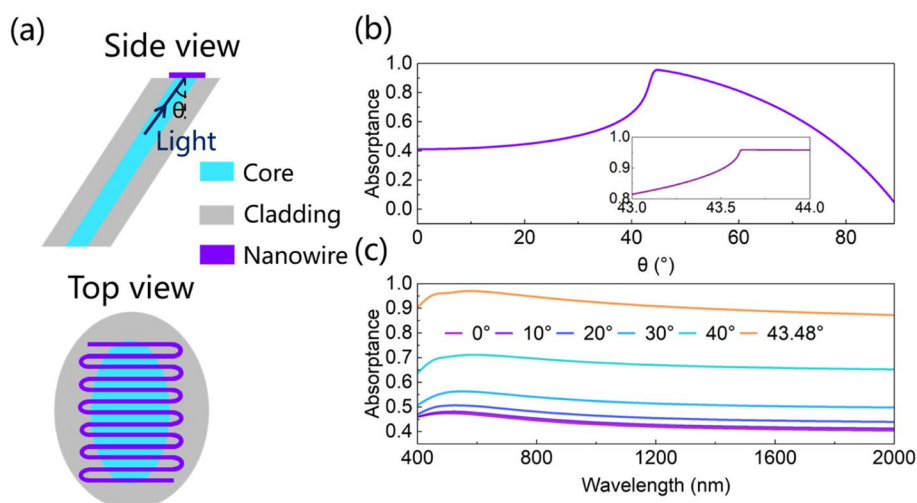 (a)
Side view
θ
Light
Core
Cladding
Nanowire
Top view
(b)
Absorptance
1.0
0.8
0.6
0.4
0.2
0.0
0
20
40
60
80
θ (°)
1.0
0.9
0.8
43.0
43.5
44.0
(c)
Absorptance
1.0
0.9
0.8
0.7
0.6
0.5
0.4
0° 10° 20° 30° 40° 43.48°
400
800
1200
1600
2000
Wavelength (nm)